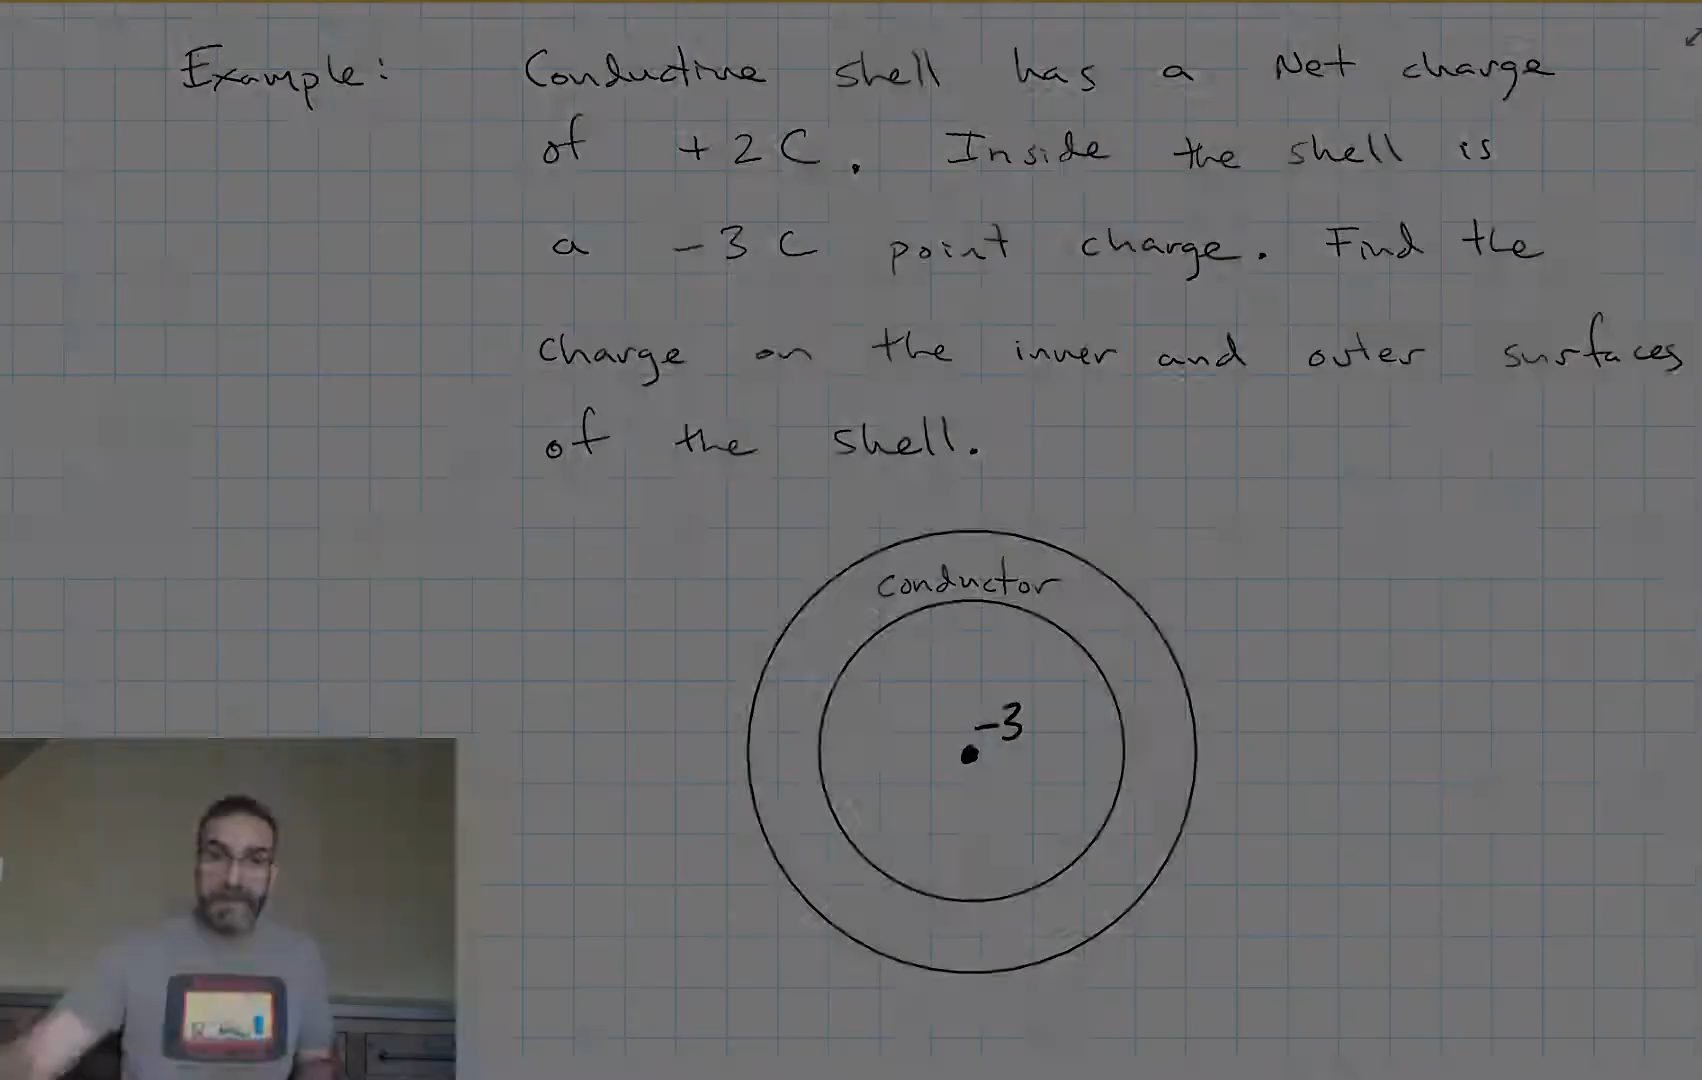 Example: Conductive shell has a Net charge
of +2C. Inside the shell is
a -3C point charge. Find the
charge on the inner and outer surfaces
of the shell.
conductor
-3